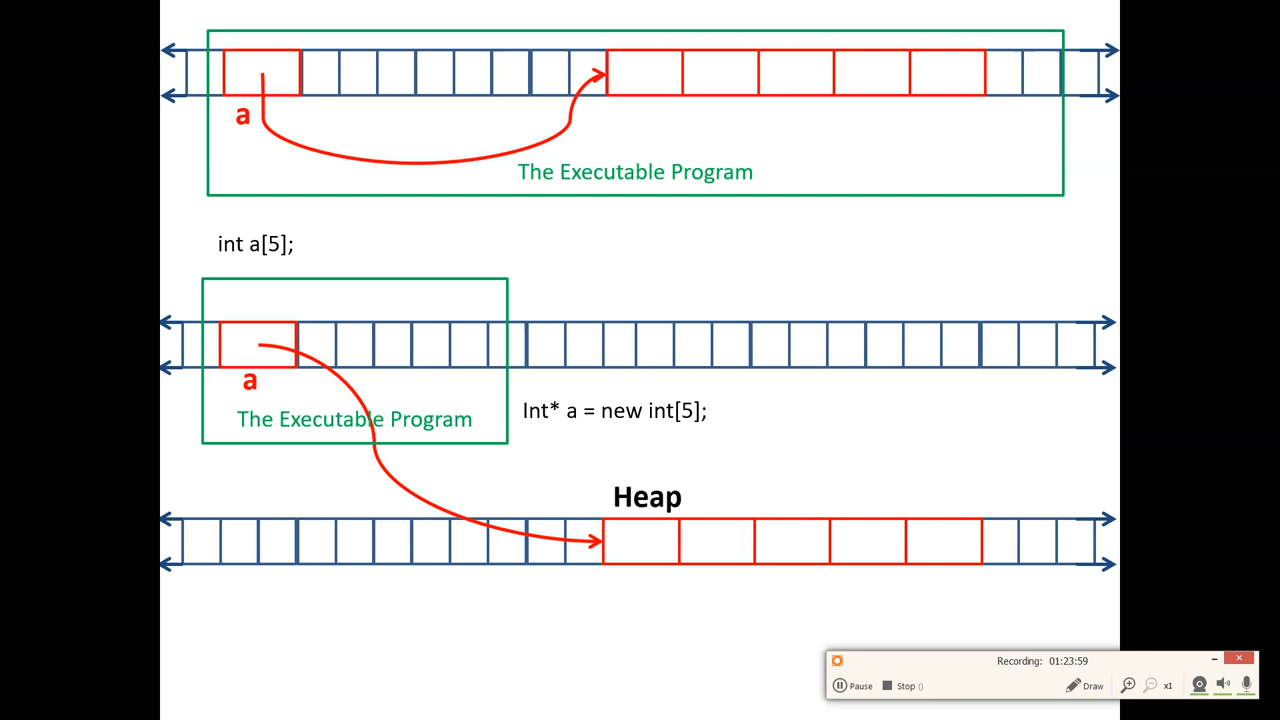 a
The Executable Program
int a[5];
a
The Executable Program
Int* a = new int[5];
Heap
Recording: 01:23:59
Pause Stop () Draw x1